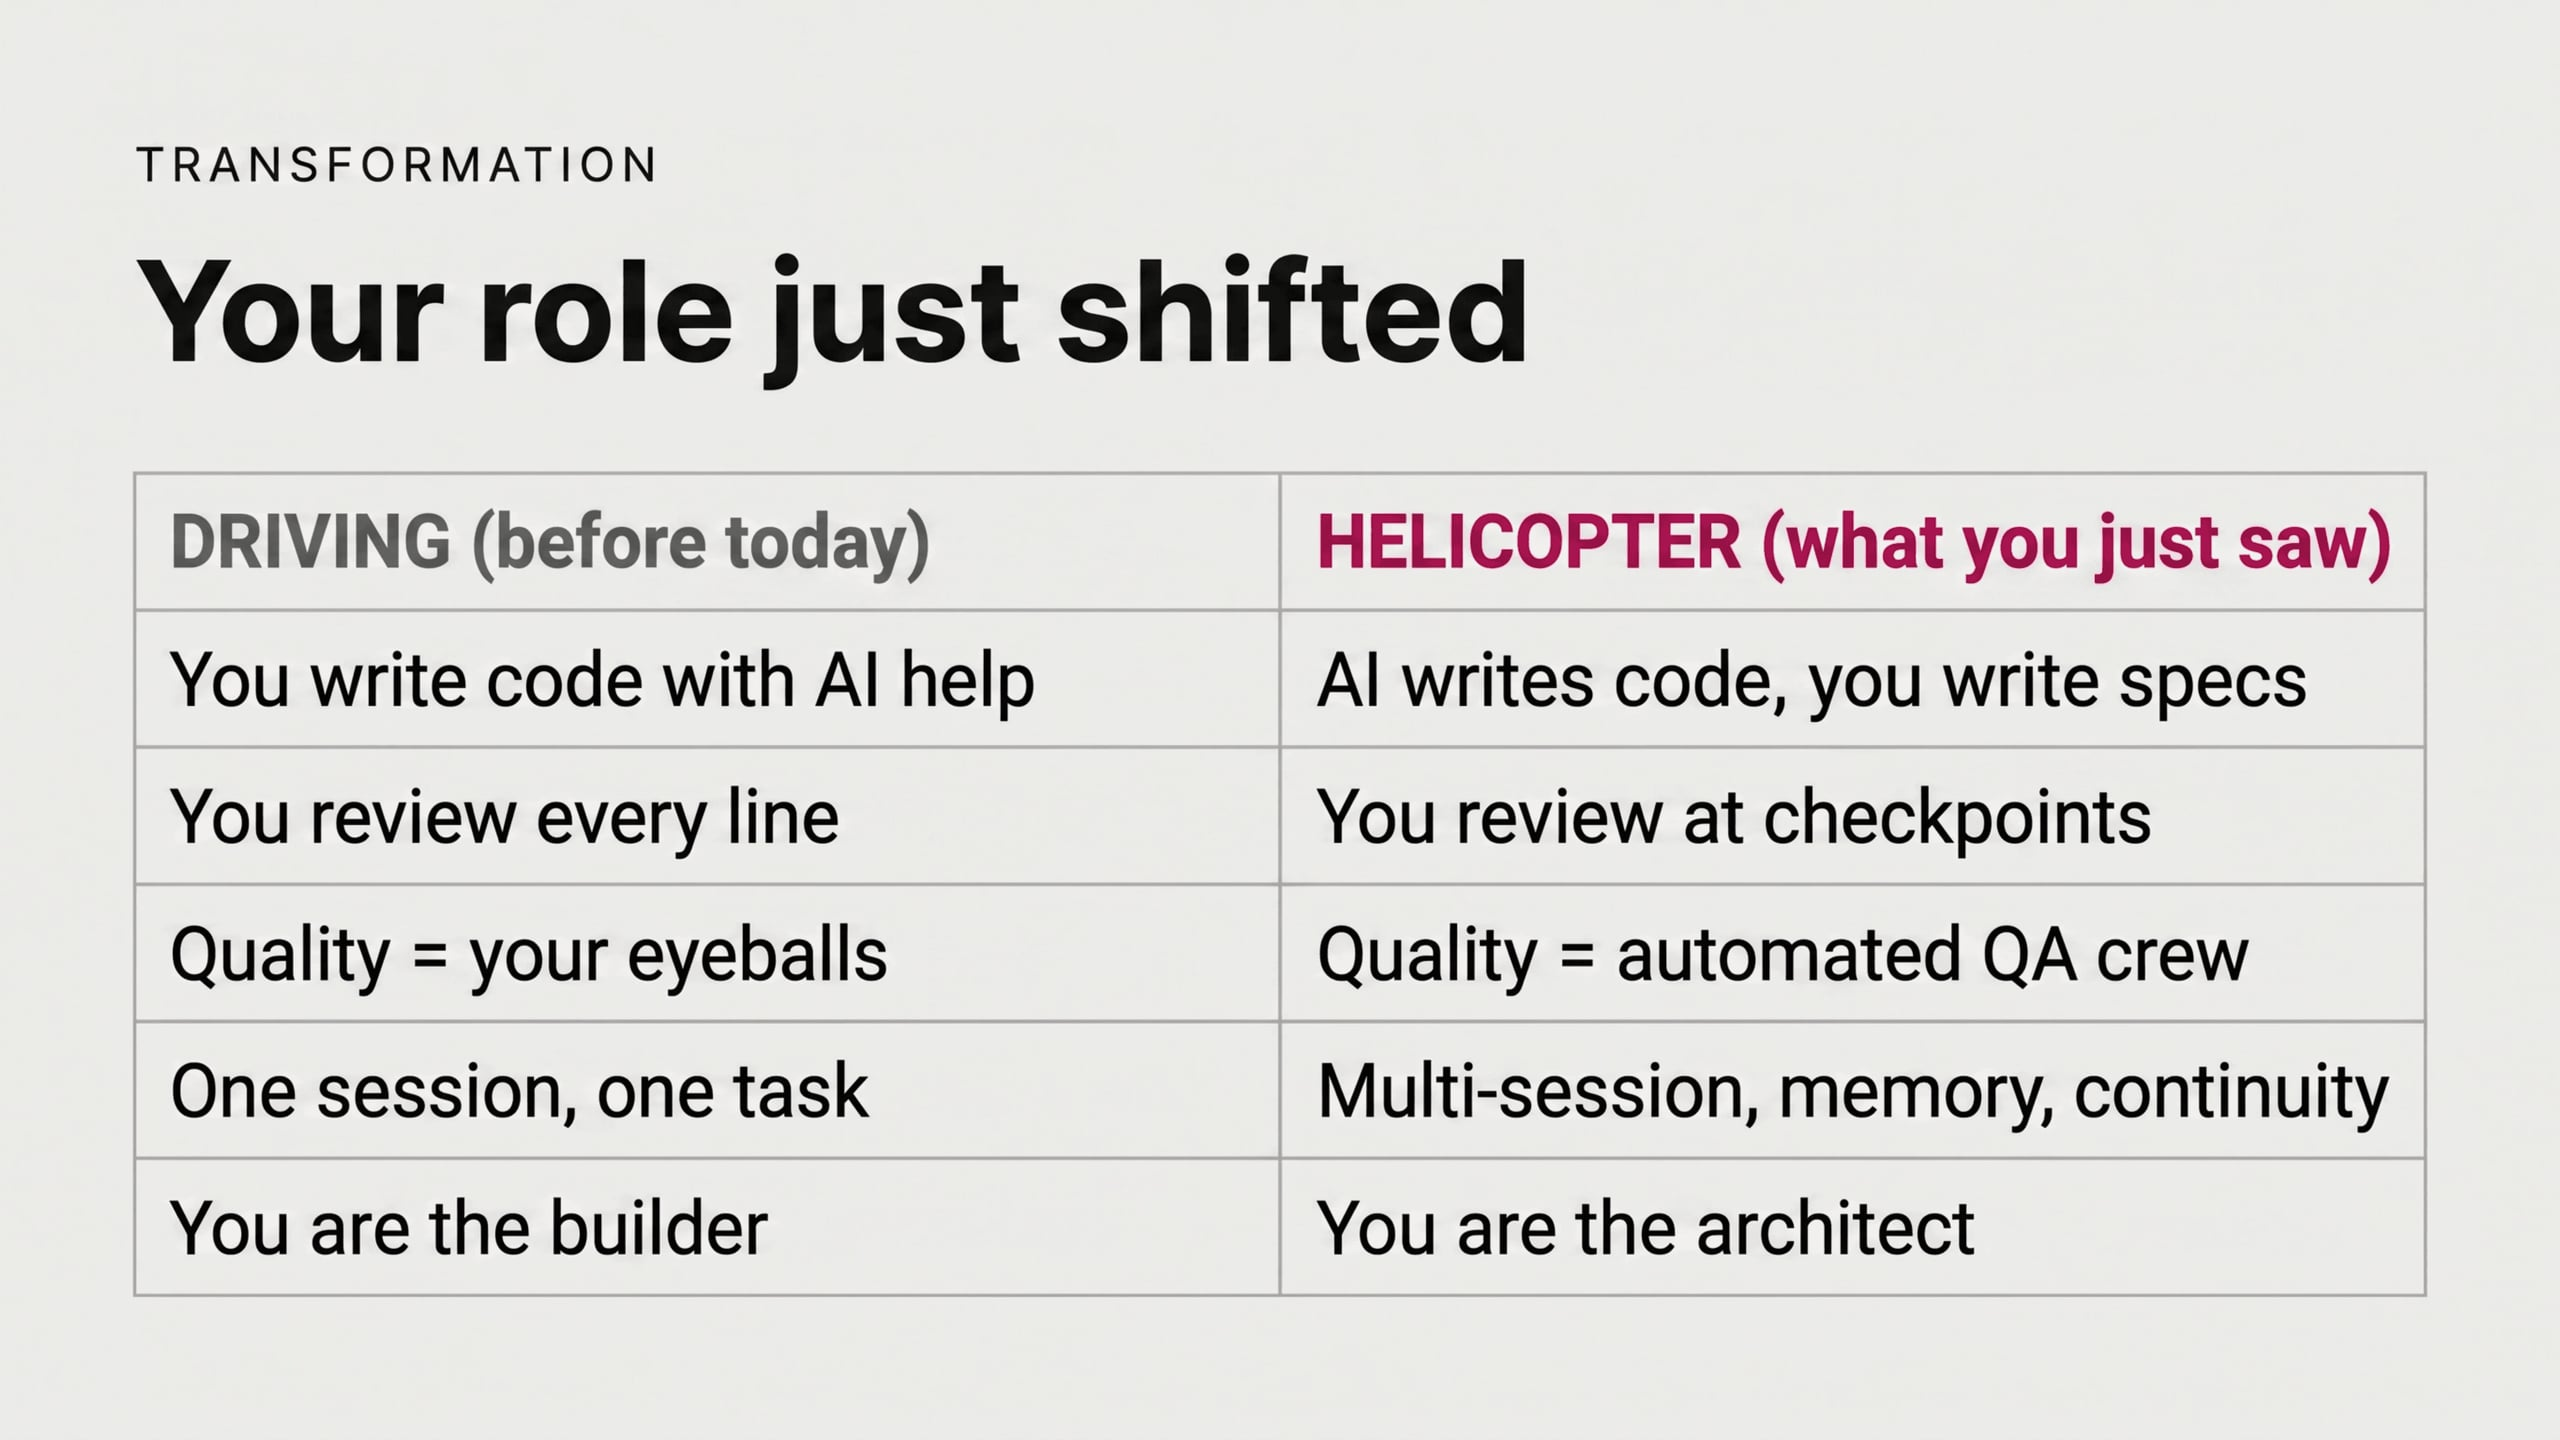 TRANSFORMATION
Your role just shifted
DRIVING (before today)
HELICOPTER (what you just saw)
You write code with AI help
AI writes code, you write specs
You review every line
You review at checkpoints
Quality = your eyeballs
Quality = automated QA crew
One session, one task
Multi-session, memory, continuity
You are the builder
You are the architect